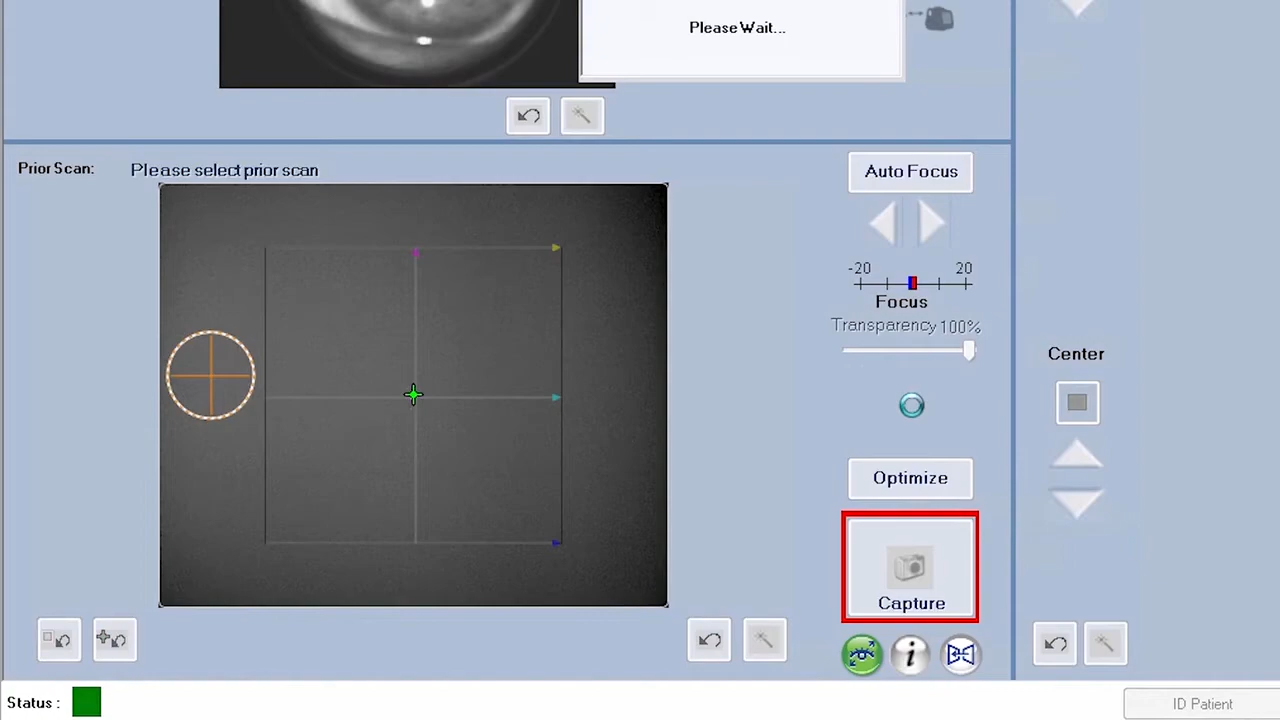 Please Wait...
Prior Scan: Please select prior scan
Auto Focus
-20 20
Focus
Transparency 100%
Center
Optimize
Capture
i
Status :
ID Patient